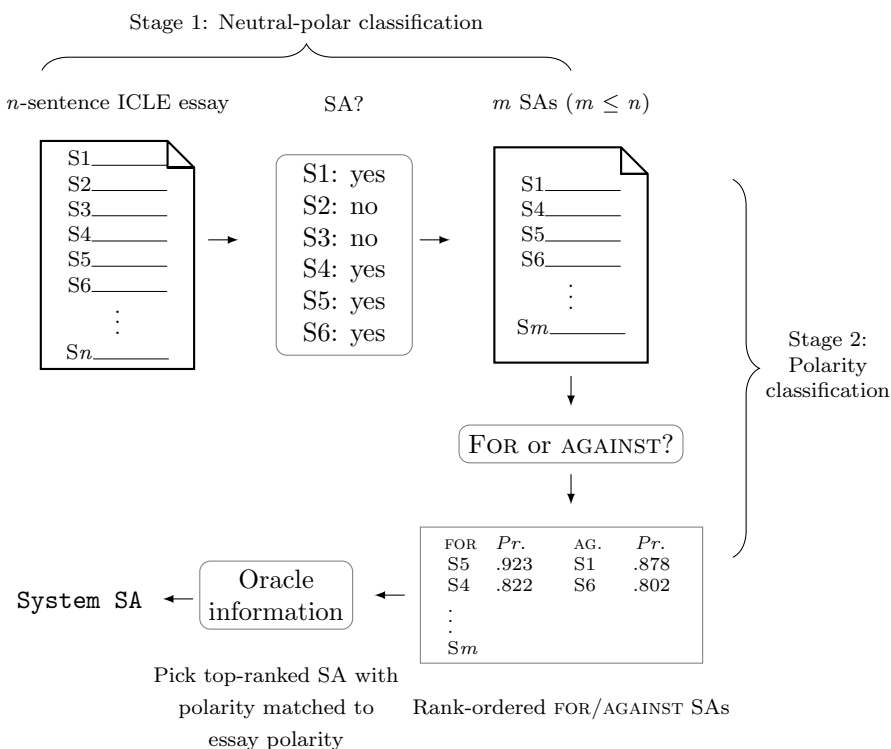 Stage 1: Neutral-polar classification
n-sentence ICLE essay
SA?
m SAs (m ≤ n)
S1
S2
S3
S4
S5
S6
⋮
Sn
S1: yes
S2: no
S3: no
S4: yes
S5: yes
S6: yes
S1
S4
S5
S6
⋮
Sm
Stage 2:
Polarity
classification
FOR or AGAINST?
FOR Pr. AG. Pr.
S5 .923 S1 .878
S4 .822 S6 .802
⋮
Sm
Oracle
information
System SA
Pick top-ranked SA with
polarity matched to
essay polarity
Rank-ordered FOR/AGAINST SAs